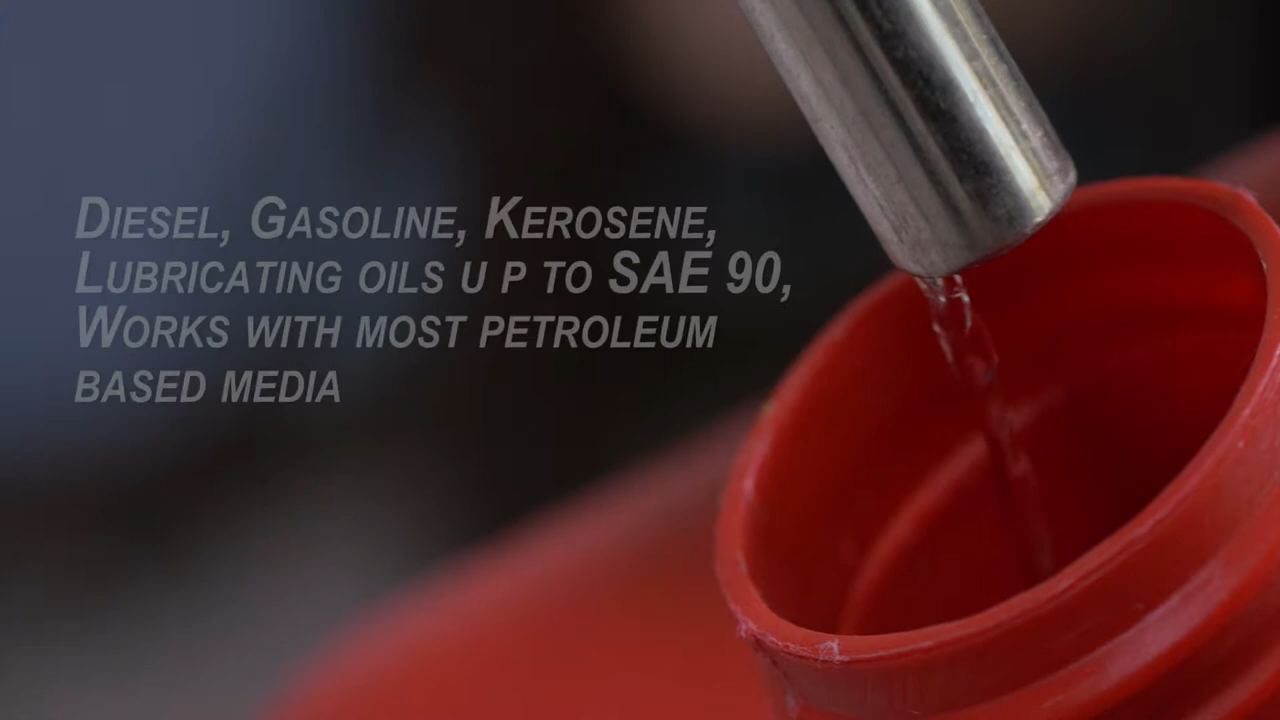 Diesel, Gasoline, Kerosene,
Lubricating oils u p to SAE 90,
Works with most petroleum
based media